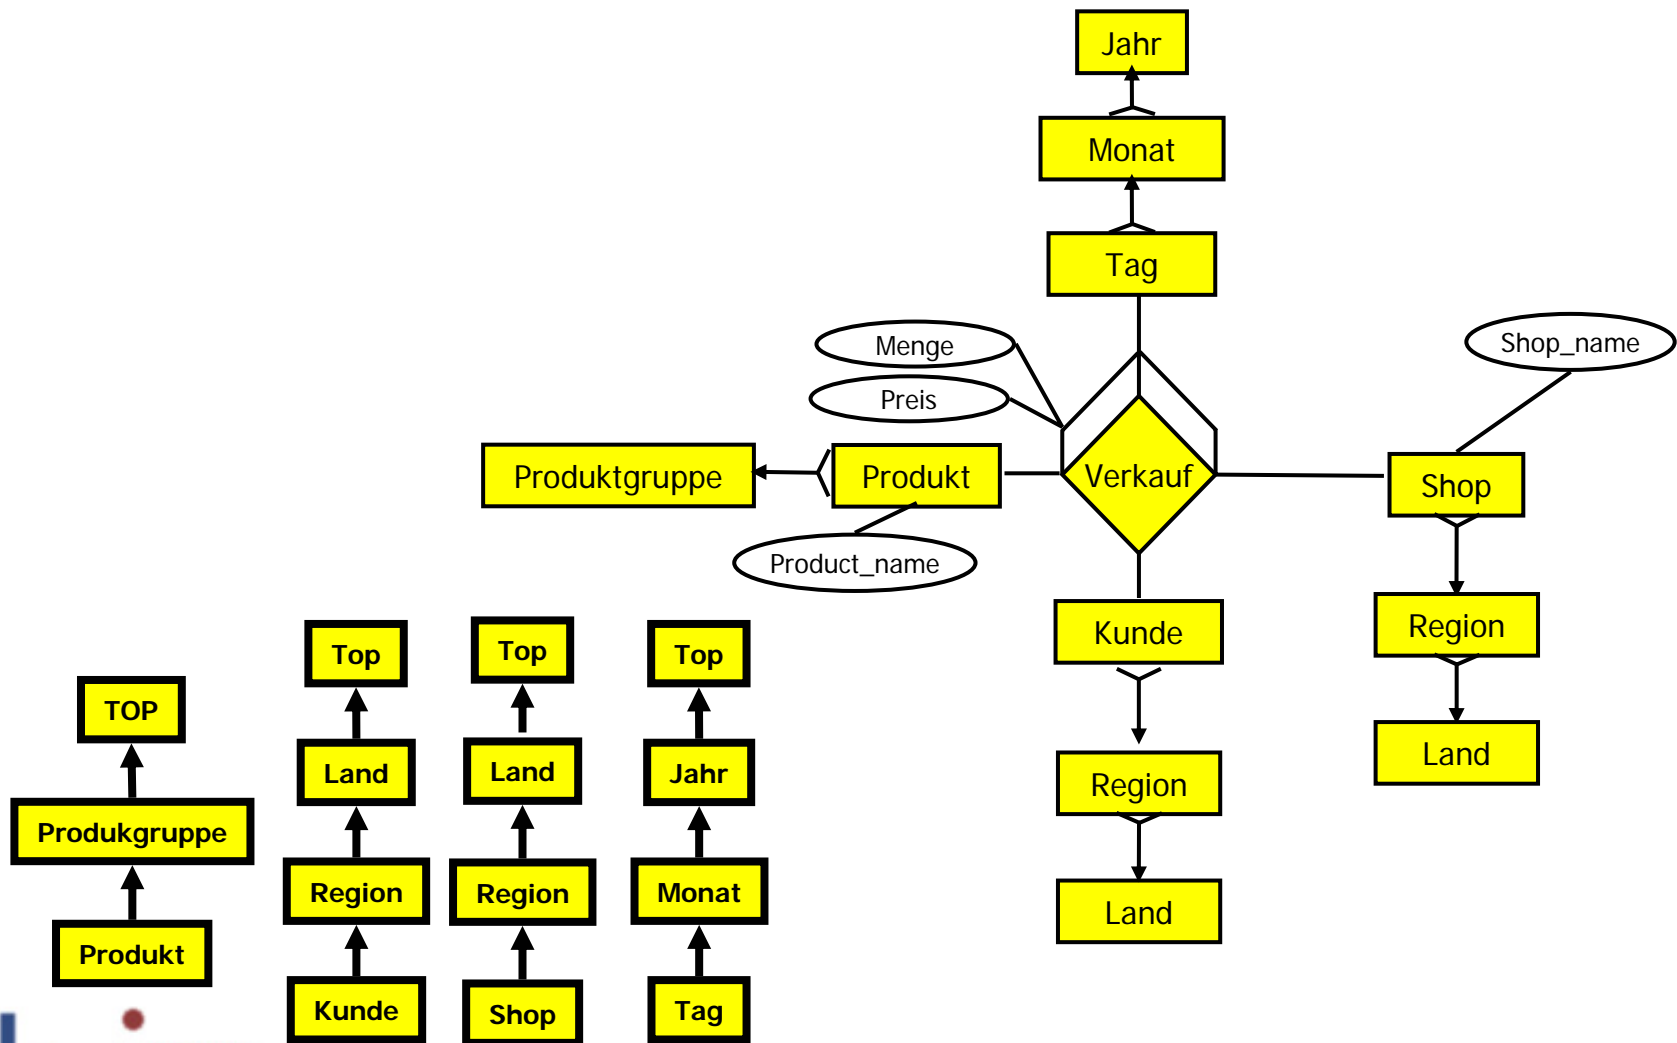 Jahr
Monat
Tag
Menge
Shop_name
Preis
Produktgruppe
Produkt
Verkauf
Shop
Product_name
Kunde
Region
Land
Region
Land
TOP
Produkgruppe
Produkt
Top
Land
Region
Kunde
Top
Land
Region
Shop
Top
Jahr
Monat
Tag